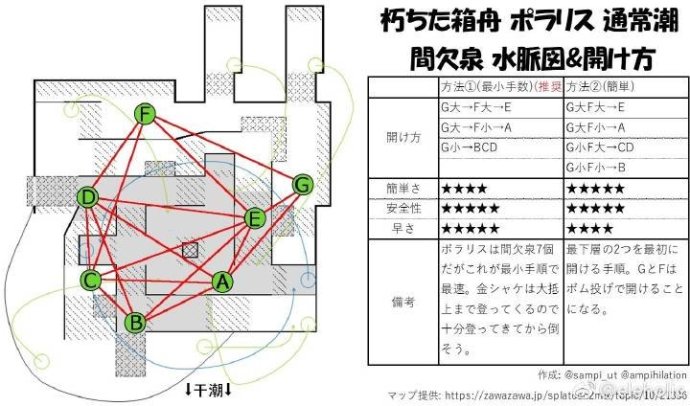 朽ちた箱舟 ポラリス 通常潮
間欠泉 水脈図&開け方
方法①(最小手数)(推奨) 方法②(簡単)
開け方
G大→F大→E
G大→F小→A
G小→BCD
G大F大→E
G大F小→A
G小F大→CD
G小F小→B
簡単さ ★★★★ ★★★★★
安全性 ★★★★★ ★★★★★
早さ ★★★★★ ★★★★
備考
ポラリスは間欠泉7個
だがこれが最小手順で
最速。金シャケは大抵
上まで登ってくるので
十分登ってきてから倒
そう。
最下層の2つを最初に
開ける手順。GとFは
ボム投げで開けること
になる。
作成: @sampi_ut @ampihilation
マップ提供: https://zawazawa.jp/
F
G
D
E
C
A
B
↓干潮↓